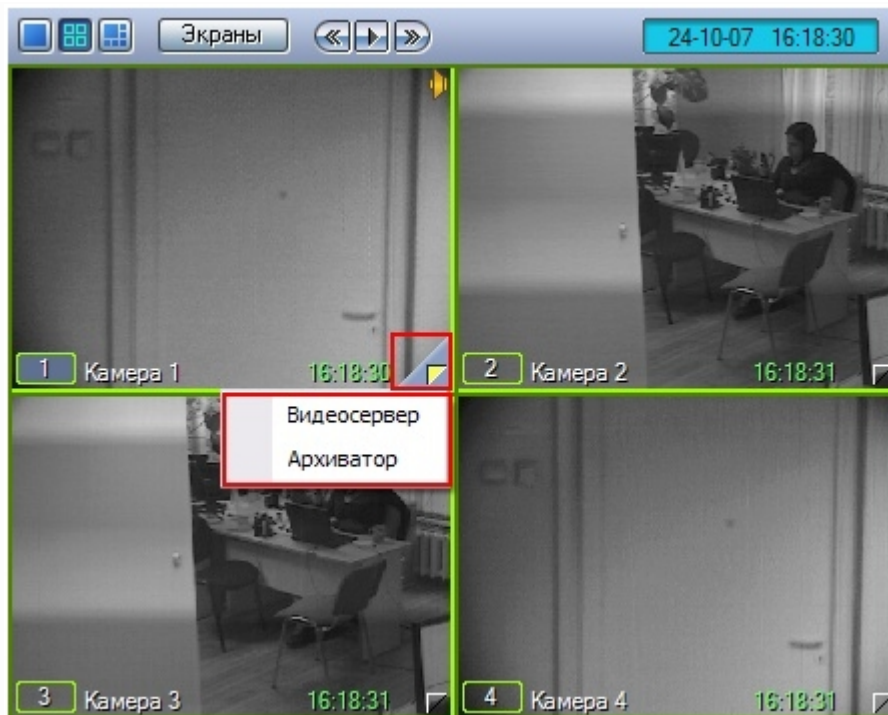 Экраны
24-10-07 16:18:30
1 Камера 1 16:18:30
2 Камера 2 16:18:31
Видеосервер
Архиватор
3 Камера 3 16:18:31
4 Камера 4 16:18:31